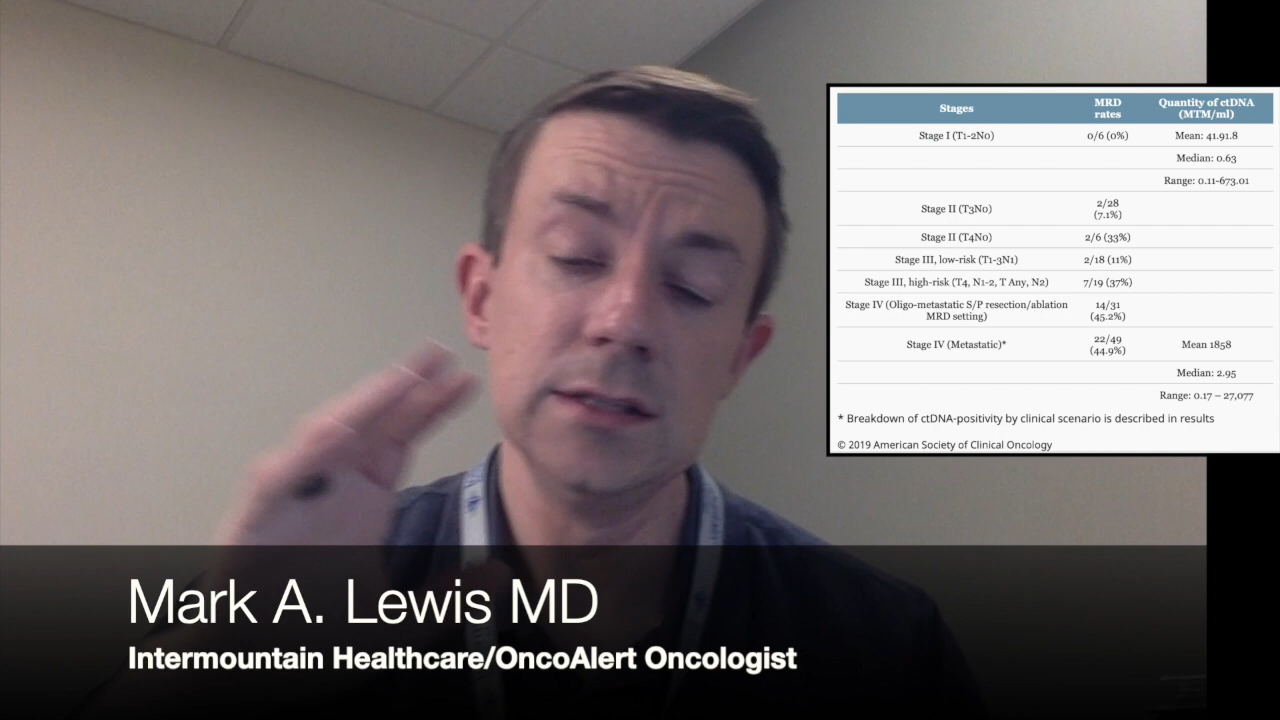 Stages MRD rates Quantity of ctDNA (MTM/ml)
Stage I (T1-2N0) 0/6 (0%) Mean: 41.91.8
Median: 0.63
Range: 0.11-673.01
Stage II (T3N0) 2/28 (7.1%)
Stage II (T4N0) 2/6 (33%)
Stage III, low-risk (T1-3N1) 2/18 (11%)
Stage III, high-risk (T4, N1-2, T Any, N2) 7/19 (37%)
Stage IV (Oligo-metastatic S/P resection/ablation MRD setting) 14/31 (45.2%)
Stage IV (Metastatic)* 22/49 (44.9%) Mean 1858
Median: 2.95
Range: 0.17 – 27,077
* Breakdown of ctDNA-positivity by clinical scenario is described in results
© 2019 American Society of Clinical Oncology
Mark A. Lewis MD
Intermountain Healthcare/OncoAlert Oncologist